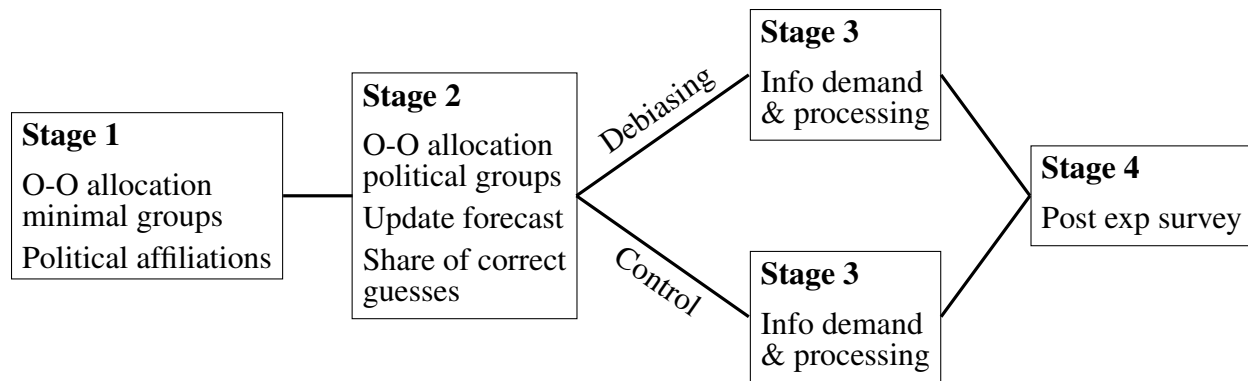 Stage 1
O-O allocation
minimal groups
Political affiliations
Stage 2
O-O allocation
political groups
Update forecast
Share of correct
guesses
Debiasing
Control
Stage 3
Info demand
& processing
Stage 3
Info demand
& processing
Stage 4
Post exp survey